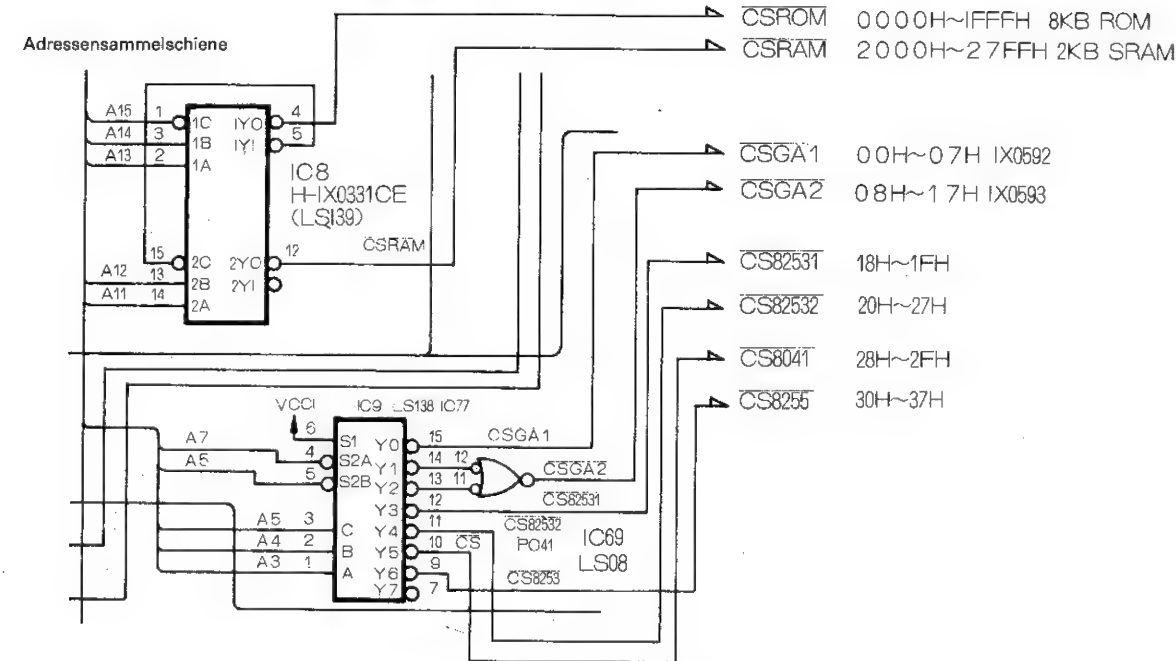 CSROM 0000H~1FFFH 8KB ROM
Adressensammelschiene
CSRAM 2000H~27FFH 2KB SRAM
A15 1 1C 1Y0 4
A14 3 1B 1Y1 5
A13 2 1A
IC8
H-IX0331CE
(LS139)
CSGA1 00H~07H IX0592
CSGA2 08H~17H IX0593
CSRAM
15 2C 2Y0 12
A12 13 2B 2Y1
A11 14 2A
CS82531 18H~1FH
CS82532 20H~27H
CS8041 28H~2FH
CS8255 30H~37H
VCC1 IC9 LS138 IC77
6 S1 Y0 15 CSGA1
A7 4 S2A Y1 14 12 CSGA2
A6 5 S2B Y2 13 11
Y3 12 CS82531
A5 3 C Y4 11 CS82532
A4 2 B Y5 10 CS PO41
A3 1 A Y6 9 CS8253
Y7 7
IC69
LS08